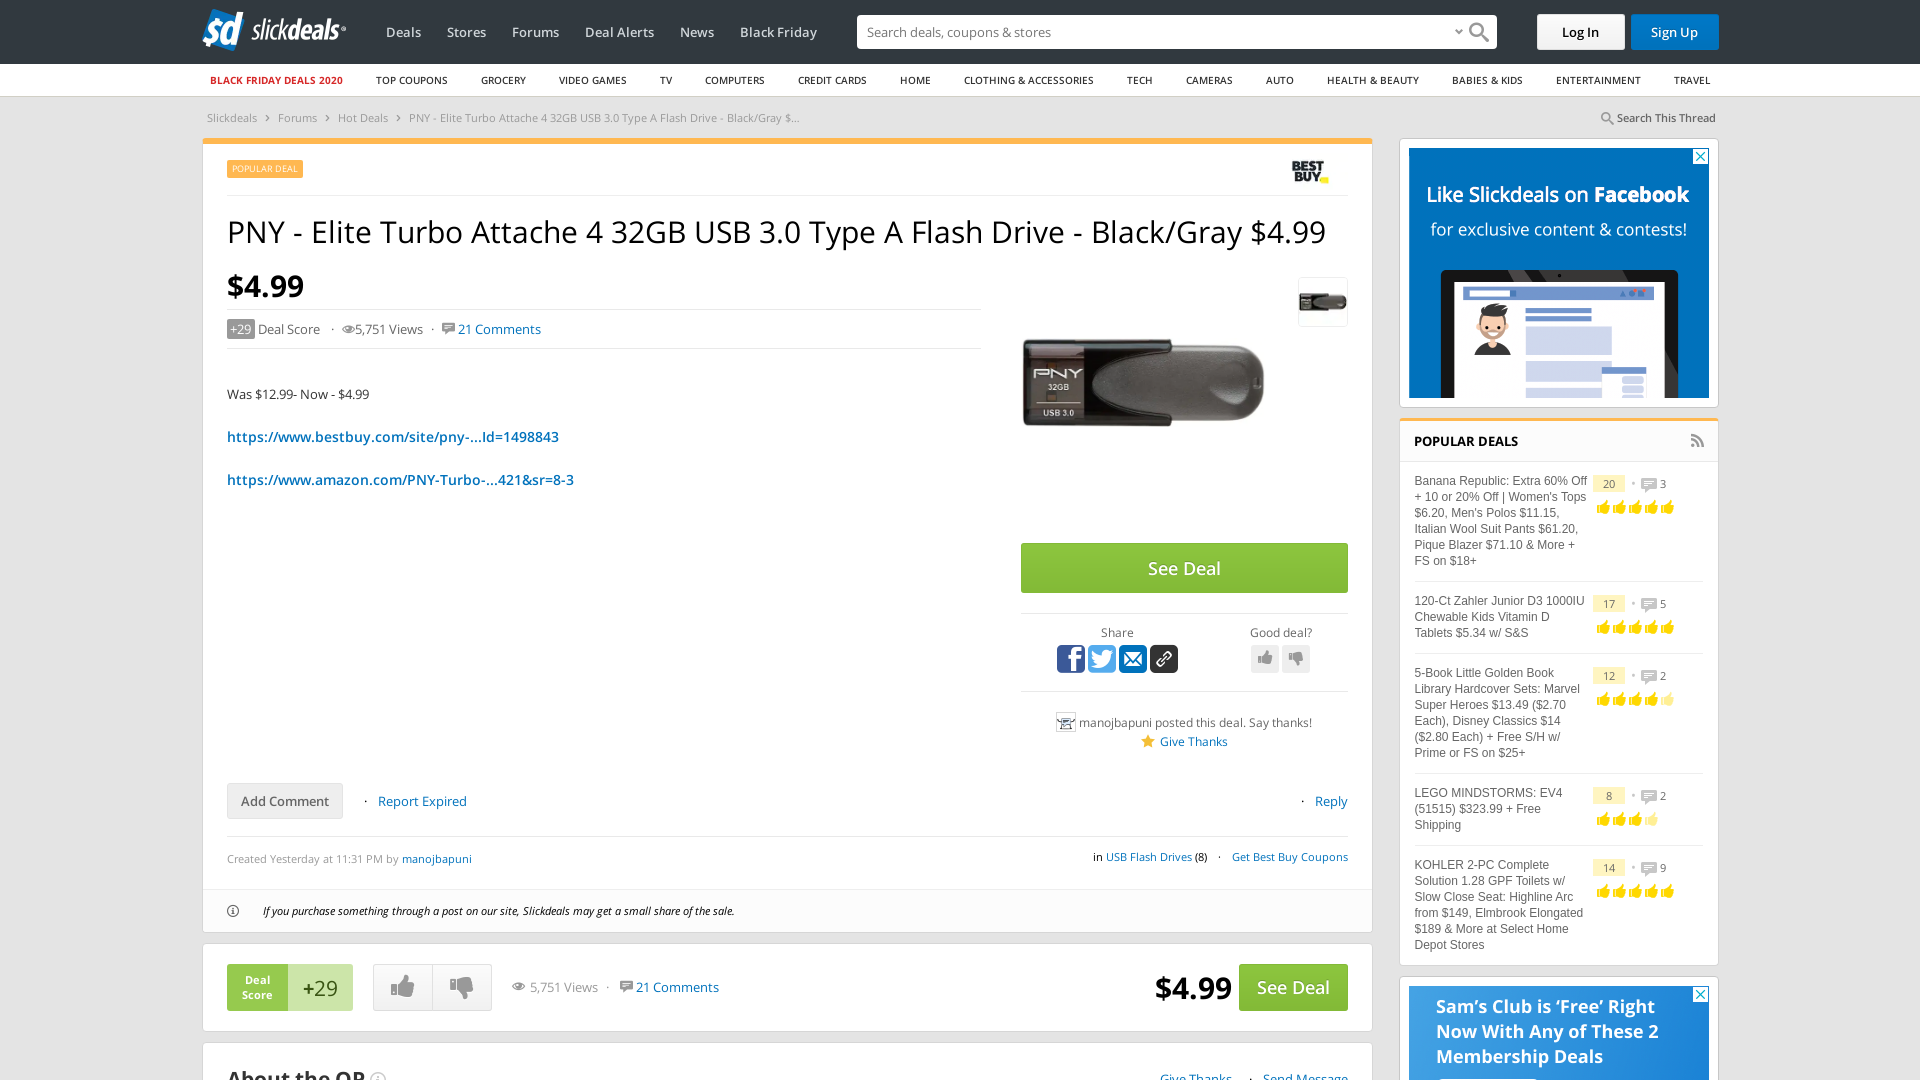 sd slickdeals
Deals Stores Forums Deal Alerts News Black Friday
Search deals, coupons & stores
Log In Sign Up
BLACK FRIDAY DEALS 2020 TOP COUPONS GROCERY VIDEO GAMES TV COMPUTERS CREDIT CARDS HOME CLOTHING & ACCESSORIES TECH CAMERAS AUTO HEALTH & BEAUTY BABIES & KIDS ENTERTAINMENT TRAVEL
Slickdeals › Forums › Hot Deals › PNY - Elite Turbo Attache 4 32GB USB 3.0 Type A Flash Drive - Black/Gray $...
Search This Thread
POPULAR DEAL
BEST BUY
PNY - Elite Turbo Attache 4 32GB USB 3.0 Type A Flash Drive - Black/Gray $4.99
$4.99
+29 Deal Score · 5,751 Views · 21 Comments
Was $12.99- Now - $4.99
https://www.bestbuy.com/site/pny-...Id=1498843
https://www.amazon.com/PNY-Turbo-...421&sr=8-3
PNY
32GB
USB 3.0
See Deal
Share
Good deal?
manojbapuni posted this deal. Say thanks!
Give Thanks
Add Comment · Report Expired
· Reply
Created Yesterday at 11:31 PM by manojbapuni
in USB Flash Drives (8) · Get Best Buy Coupons
If you purchase something through a post on our site, Slickdeals may get a small share of the sale.
Deal
Score
+29
5,751 Views · 21 Comments
$4.99
See Deal
About the OP
Give Thanks · Send Message
Like Slickdeals on Facebook
for exclusive content & contests!
POPULAR DEALS
Banana Republic: Extra 60% Off
+ 10 or 20% Off | Women's Tops
$6.20, Men's Polos $11.15,
Italian Wool Suit Pants $61.20,
Pique Blazer $71.10 & More +
FS on $18+
20 • 3
120-Ct Zahler Junior D3 1000IU
Chewable Kids Vitamin D
Tablets $5.34 w/ S&S
17 • 5
5-Book Little Golden Book
Library Hardcover Sets: Marvel
Super Heroes $13.49 ($2.70
Each), Disney Classics $14
($2.80 Each) + Free S/H w/
Prime or FS on $25+
12 • 2
LEGO MINDSTORMS: EV4
(51515) $323.99 + Free
Shipping
8 • 2
KOHLER 2-PC Complete
Solution 1.28 GPF Toilets w/
Slow Close Seat: Highline Arc
from $149, Elmbrook Elongated
$189 & More at Select Home
Depot Stores
14 • 9
Sam's Club is ‘Free’ Right
Now With Any of These 2
Membership Deals